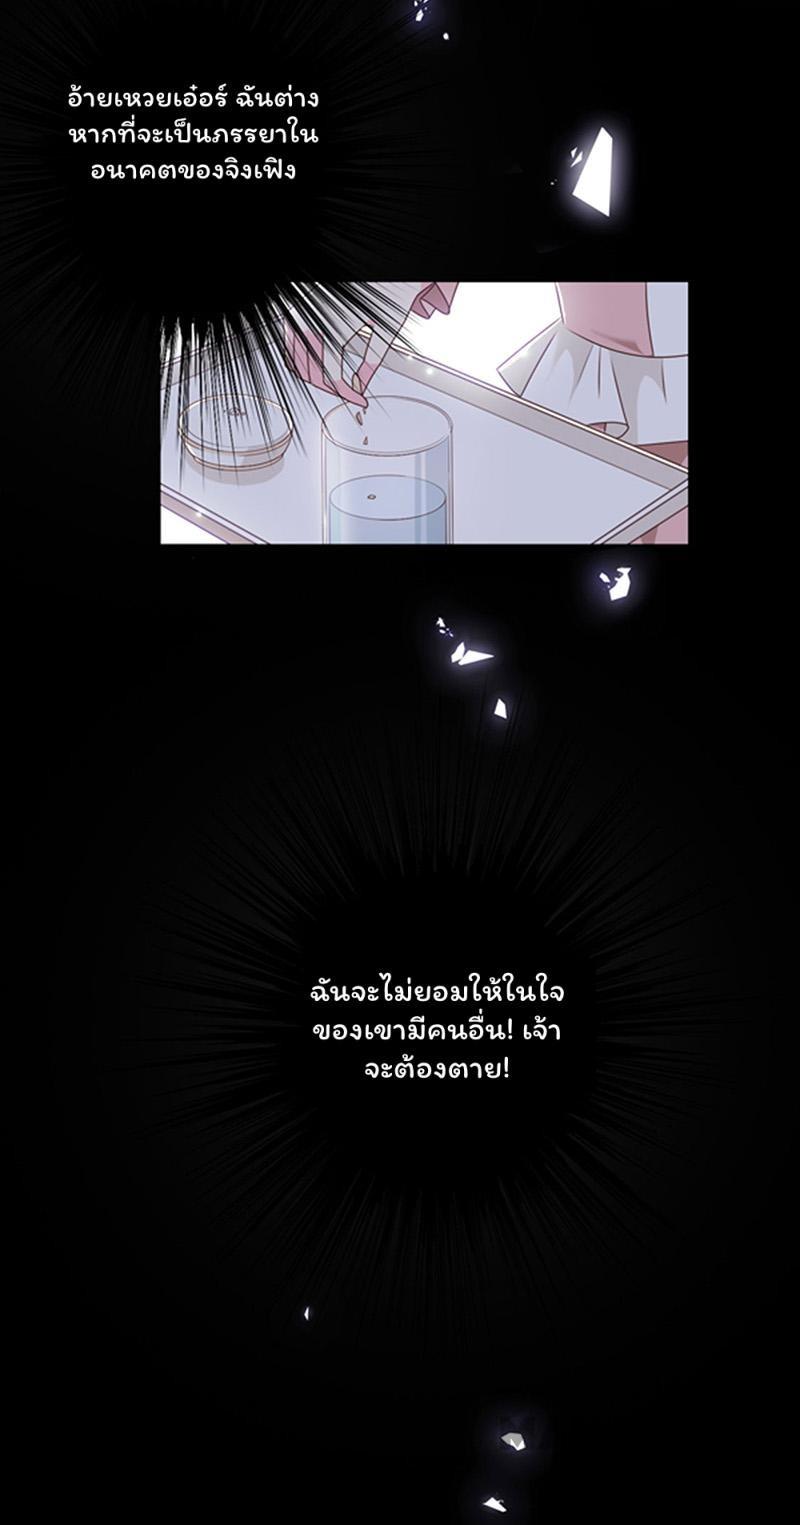 อ้ายเหวยเอ๋อร์ ฉันต่าง
หากที่จะเป็นภรรยาใน
อนาคตของจิงเฟิง
ฉันจะไม่ยอมให้ในใจ
ของเขามีคนอื่น! เจ้า
จะต้องตาย!